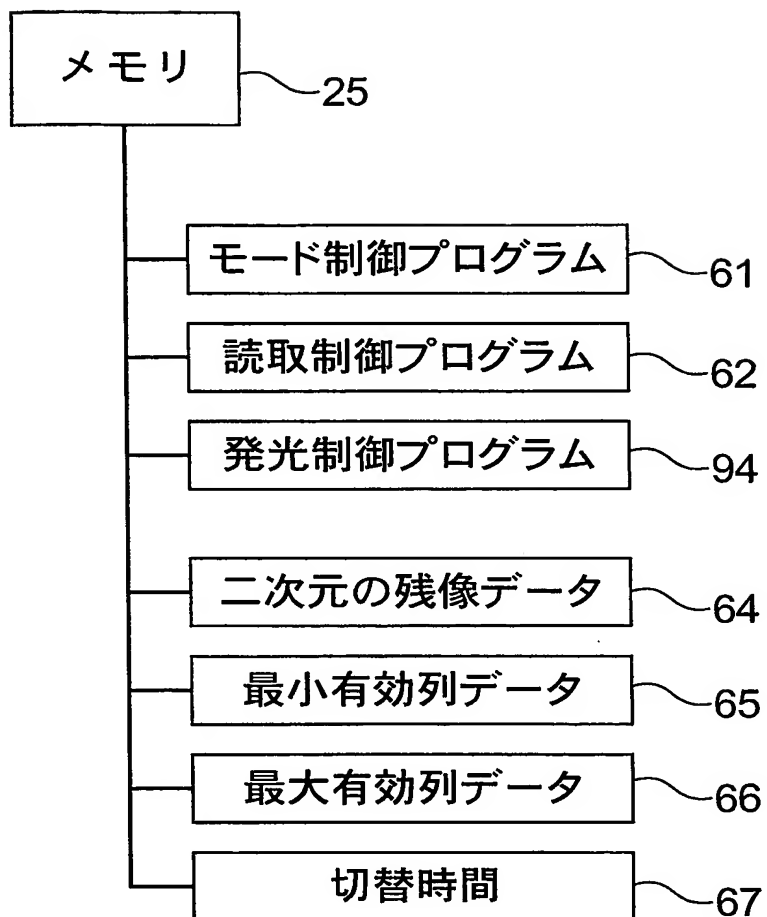 メモリ
25
モード制御プログラム 61
読取制御プログラム 62
発光制御プログラム 94
二次元の残像データ 64
最小有効列データ 65
最大有効列データ 66
切替時間 67